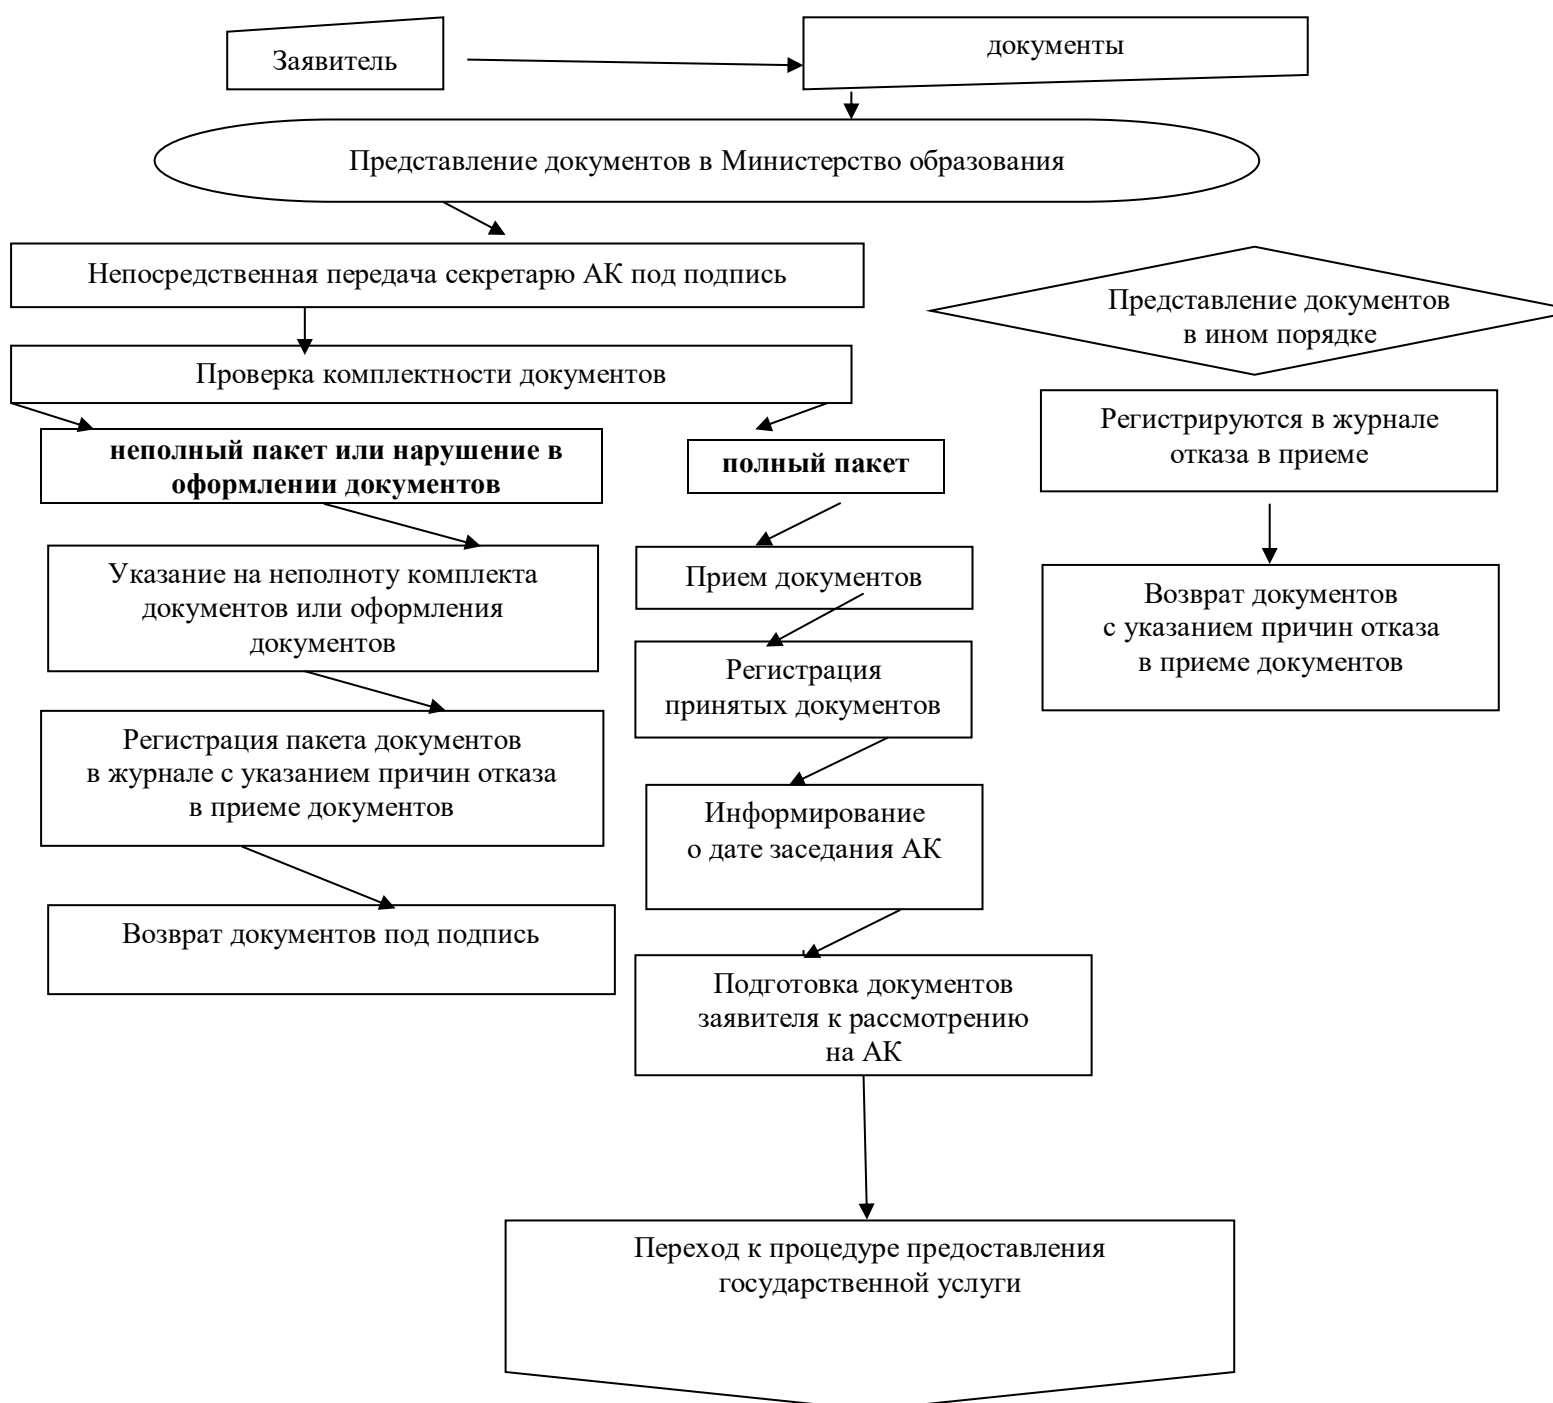 Заявитель
документы
Представление документов в Министерство образования
Непосредственная передача секретарю АК под подпись
Представление документов
в ином порядке
Проверка комплектности документов
неполный пакет или нарушение в
оформлении документов
полный пакет
Регистрируются в журнале
отказа в приеме
Указание на неполноту комплекта
документов или оформления
документов
Прием документов
Возврат документов
с указанием причин отказа
в приеме документов
Регистрация
принятых документов
Регистрация пакета документов
в журнале с указанием причин отказа
в приеме документов
Информирование
о дате заседания АК
Возврат документов под подпись
Подготовка документов
заявителя к рассмотрению
на АК
Переход к процедуре предоставления
государственной услуги